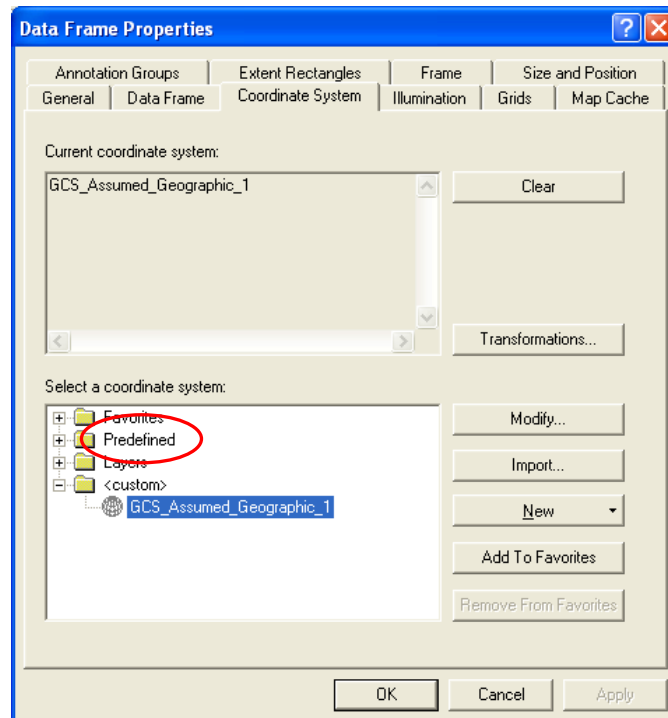 Data Frame Properties
Annotation Groups Extent Rectangles Frame Size and Position
General Data Frame Coordinate System Illumination Grids Map Cache
Current coordinate system:
GCS_Assumed_Geographic_1
Clear
Transformations...
Select a coordinate system:
Favorites
Predefined
Layers
<custom>
GCS_Assumed_Geographic_1
Modify...
Import...
New
Add To Favorites
Remove From Favorites
OK Cancel Apply